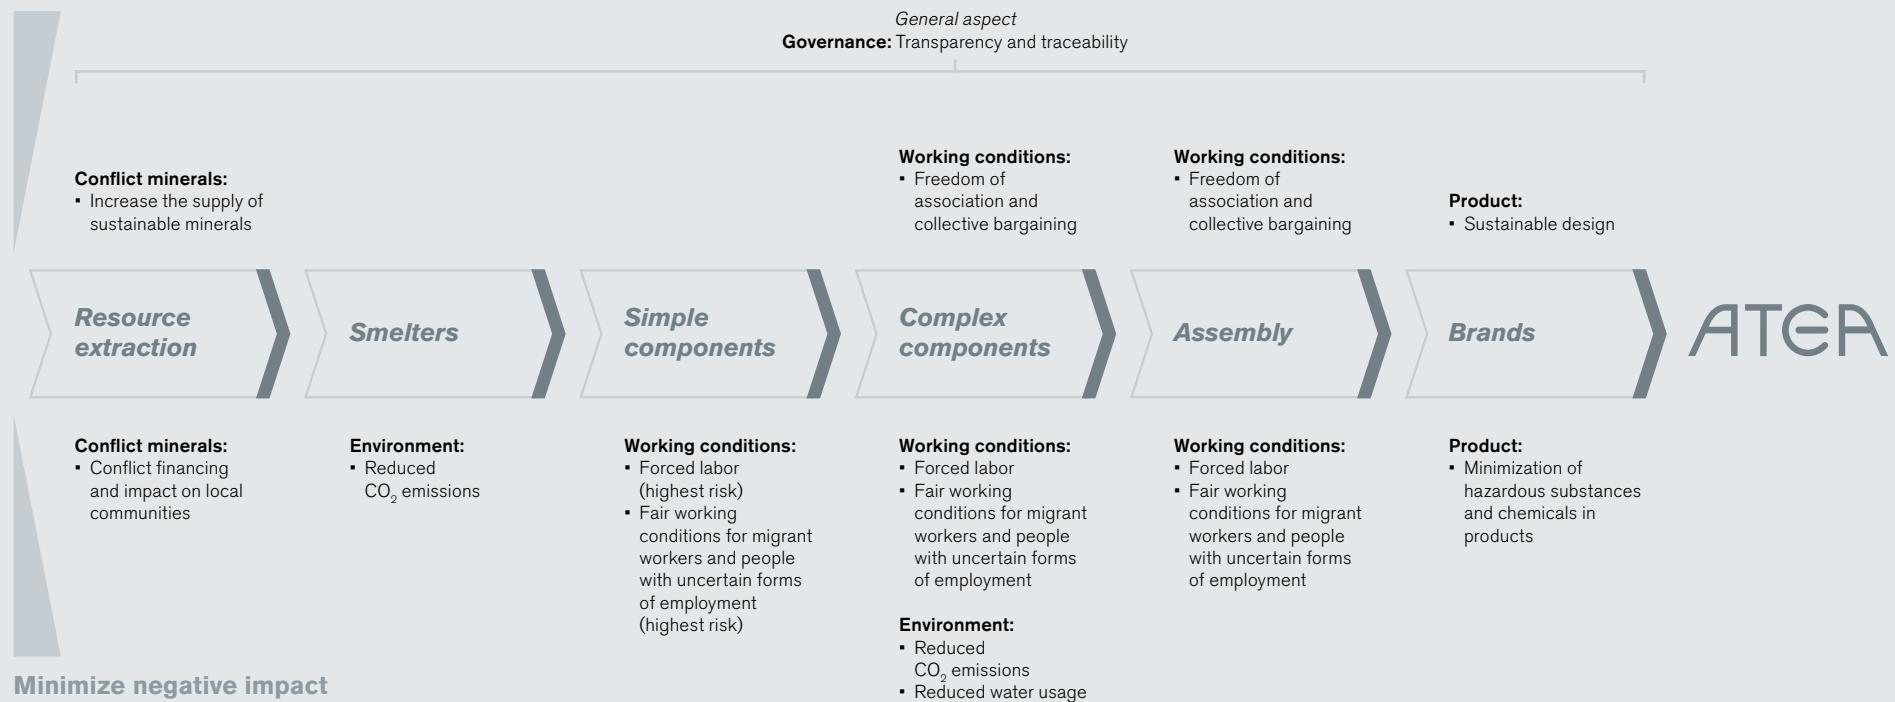 General aspect
Governance: Transparency and traceability
Conflict minerals:
▪ Increase the supply of
sustainable minerals
Working conditions:
▪ Freedom of
association and
collective bargaining
Working conditions:
▪ Freedom of
association and
collective bargaining
Product:
▪ Sustainable design
Resource
extraction
Smelters
Simple
components
Complex
components
Assembly
Brands
ATEA
Conflict minerals:
▪ Conflict financing
and impact on local
communities
Environment:
▪ Reduced
CO₂ emissions
Working conditions:
▪ Forced labor
(highest risk)
▪ Fair working
conditions for migrant
workers and people
with uncertain forms
of employment
(highest risk)
Working conditions:
▪ Forced labor
▪ Fair working
conditions for migrant
workers and people
with uncertain forms
of employment
Environment:
▪ Reduced
CO₂ emissions
▪ Reduced water usage
Working conditions:
▪ Forced labor
▪ Fair working
conditions for migrant
workers and people
with uncertain forms
of employment
Product:
▪ Minimization of
hazardous substances
and chemicals in
products
Minimize negative impact